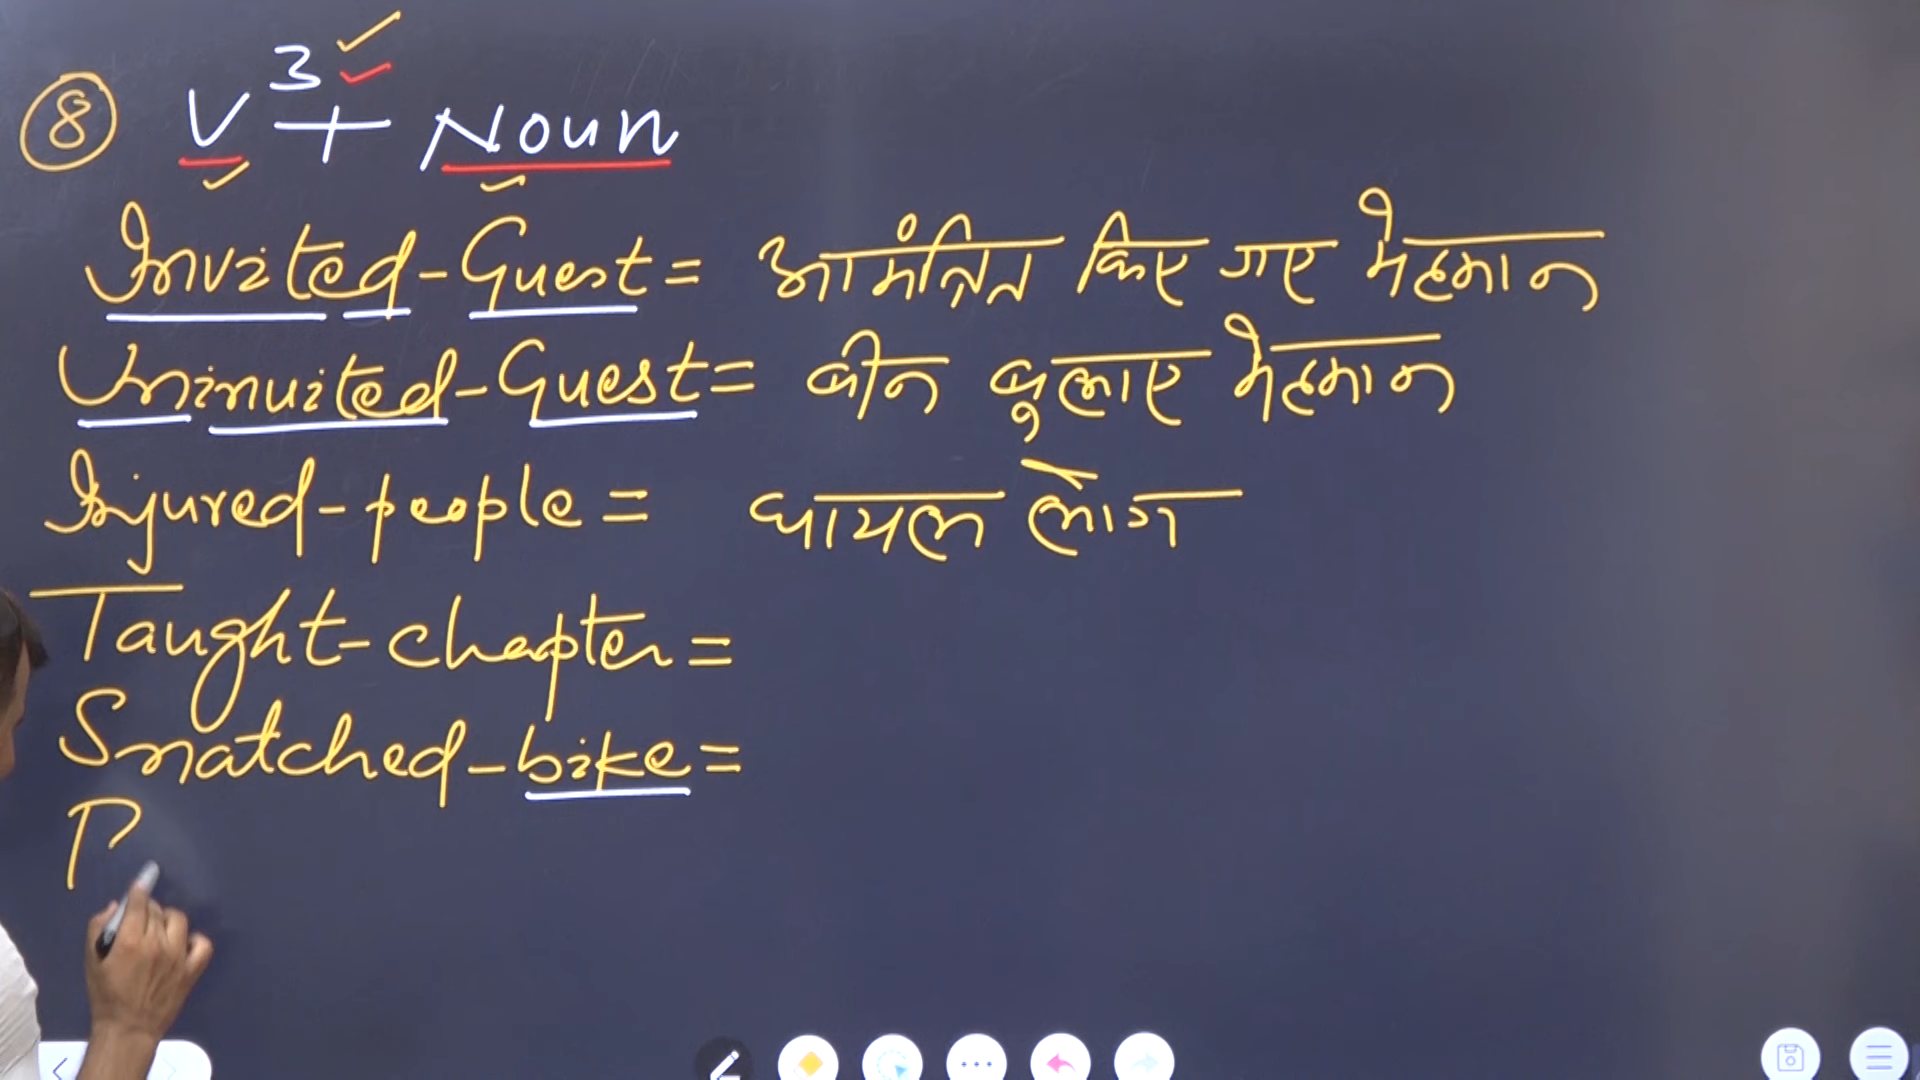 8 V3 + Noun
Invited-Guest = आमंत्रित किए गए मेहमान
Uninvited-Guest = बीन बुलाए मेहमान
Injured-people = घायल लोग
Taught-chapter =
Snatched-bike =
P